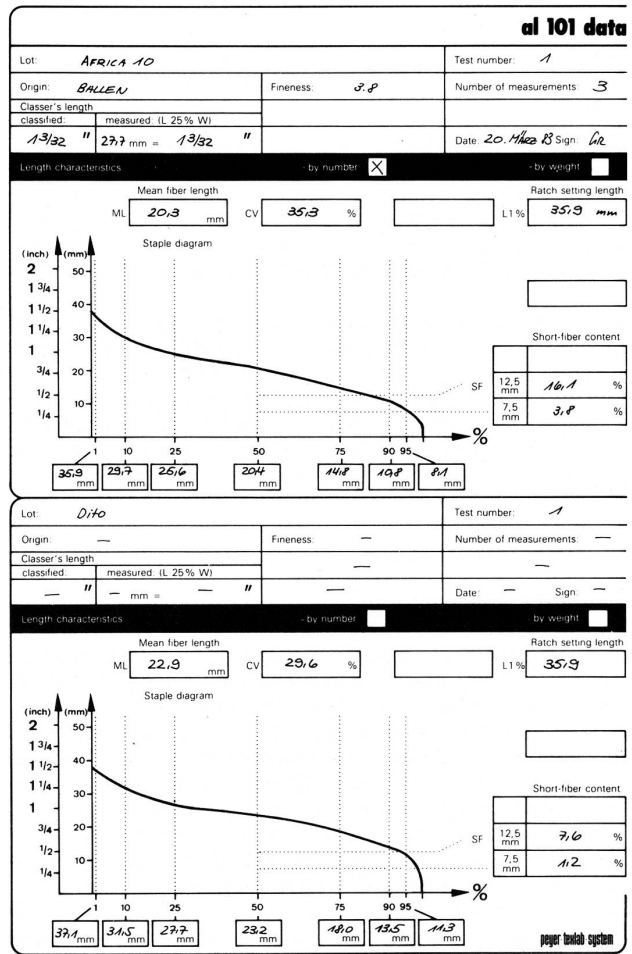 al 101 data
Lot: AFRICA 10 Test number: 1
Origin: BALLEN Fineness: 3.8 Number of measurements 3
Classer's length
classified: measured: (L 25% W)
1 3/32 " 27,7 mm = 1 3/32 " Date: 20. MÄRZ 83 Sign: GR
Length characteristics - by number X - by weight
Mean fiber length Ratch setting length
ML 20,3 mm CV 35,3 % L1% 35,9 mm
Staple diagram
(inch) (mm)
2 50
1 3/4
1 1/2 40
1 1/4 30
1 Short-fiber content
3/4 20
1/2 SF 12,5 mm 16,1 %
1/4 10 7,5 mm 3,8 %
%
1 10 25 50 75 90 95
35,9 mm 29,7 mm 25,6 mm 20,4 mm 14,8 mm 10,8 mm 8,1 mm
Lot: Dito Test number: 1
Origin: — Fineness: — Number of measurements: —
Classer's length — —
classified: measured: (L 25% W)
— " — mm = — " — Date: — Sign: —
Length characteristics - by number - by weight
Mean fiber length Ratch setting length
ML 22,9 mm CV 29,6 % L1% 35,9
Staple diagram
(inch) (mm)
2 50
1 3/4
1 1/2 40
1 1/4 30
1 Short-fiber content
3/4 20
1/2 SF 12,5 mm 7,6 %
1/4 10 7,5 mm 1,2 %
%
1 10 25 50 75 90 95
37,1 mm 31,5 mm 27,7 mm 23,2 mm 18,0 mm 13,5 mm 11,3 mm
peyer texlab system